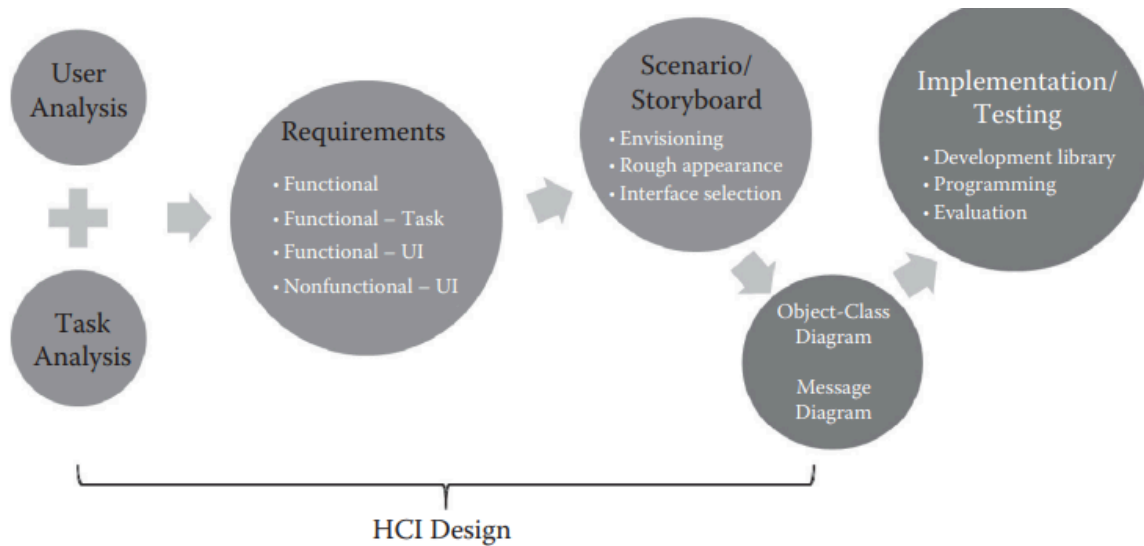 User
Analysis
Task
Analysis
Requirements
• Functional
• Functional – Task
• Functional – UI
• Nonfunctional – UI
Scenario/
Storyboard
• Envisioning
• Rough appearance
• Interface selection
Object-Class
Diagram
Message
Diagram
Implementation/
Testing
• Development library
• Programming
• Evaluation
HCI Design